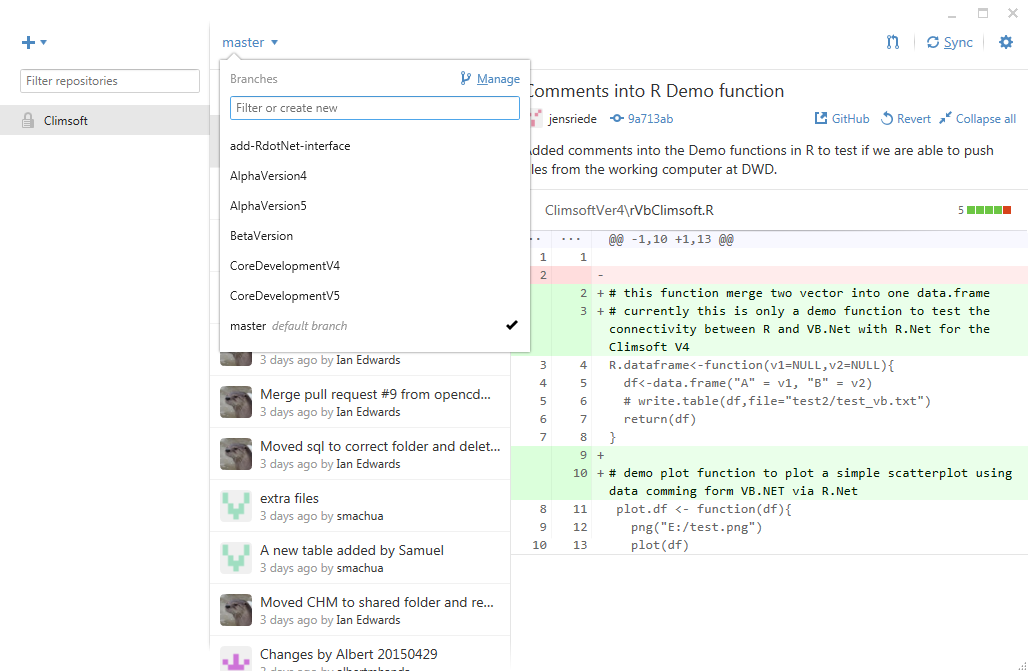 master
Sync
Filter repositories
Climsoft
Branches
Manage
Filter or create new
add-RdotNet-interface
AlphaVersion4
AlphaVersion5
BetaVersion
CoreDevelopmentV4
CoreDevelopmentV5
master default branch
3 days ago by Ian Edwards
Merge pull request #9 from opencd...
3 days ago by Ian Edwards
Moved sql to correct folder and delet...
3 days ago by Ian Edwards
extra files
3 days ago by smachua
A new table added by Samuel
3 days ago by smachua
Moved CHM to shared folder and re...
3 days ago by Ian Edwards
Changes by Albert 20150429
Comments into R Demo function
jensriede 9a713ab GitHub Revert Collapse all
Added comments into the Demo functions in R to test if we are able to push
les from the working computer at DWD.
ClimsoftVer4\rVbClimsoft.R 5
... ... @@ -1,10 +1,13 @@
1 1
2 -
2 + # this function merge two vector into one data.frame
3 + # currently this is only a demo function to test the
connectivity between R and VB.Net with R.Net for the
Climsoft V4
3 4 R.dataframe<-function(v1=NULL,v2=NULL){
4 5 df<-data.frame("A" = v1, "B" = v2)
5 6 # write.table(df,file="test2/test_vb.txt")
6 7 return(df)
7 8 }
9 +
10 + # demo plot function to plot a simple scatterplot using
data comming form VB.NET via R.Net
8 11 plot.df <- function(df){
9 12 png("E:/test.png")
10 13 plot(df)